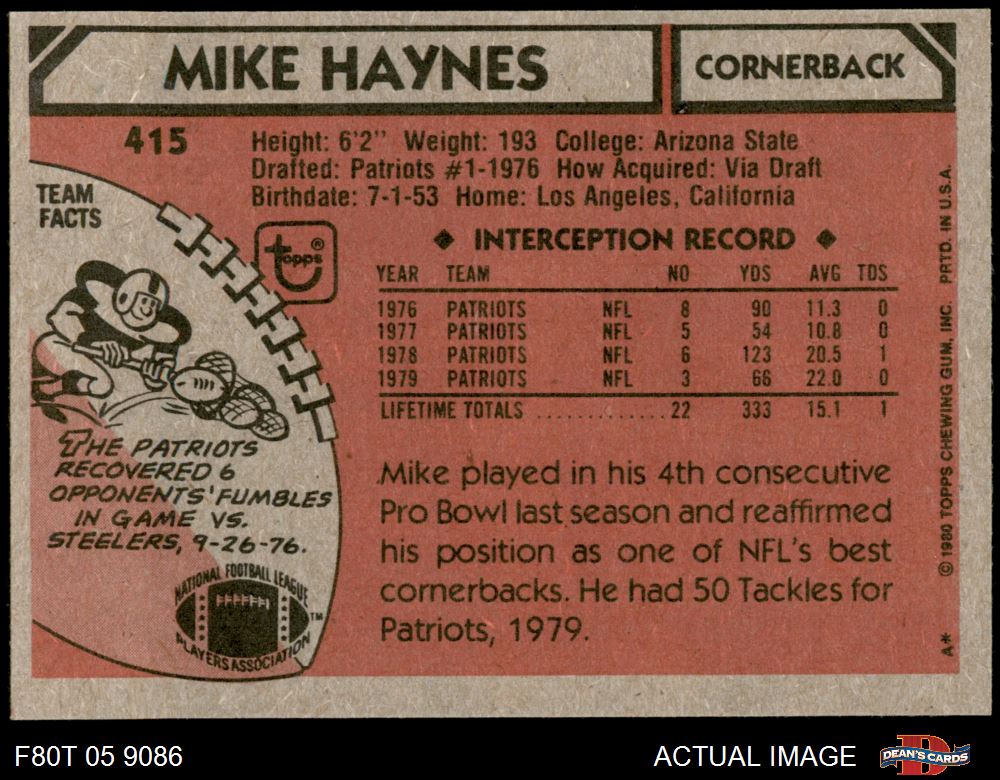 MIKE HAYNES
CORNERBACK
415
Height: 6'2" Weight: 193 College: Arizona State
Drafted: Patriots #1-1976 How Acquired: Via Draft
Birthdate: 7-1-53 Home: Los Angeles, California
TEAM
FACTS
topps®
◆ INTERCEPTION RECORD ◆
YEAR TEAM NO YDS AVG TDS
1976 PATRIOTS NFL 8 90 11.3 0
1977 PATRIOTS NFL 5 54 10.8 0
1978 PATRIOTS NFL 6 123 20.5 1
1979 PATRIOTS NFL 3 66 22.0 0
LIFETIME TOTALS ............... 22 333 15.1 1
THE PATRIOTS
RECOVERED 6
OPPONENTS' FUMBLES
IN GAME VS.
STEELERS, 9-26-76.
NATIONAL FOOTBALL LEAGUE
PLAYERS ASSOCIATION
™
Mike played in his 4th consecutive
Pro Bowl last season and reaffirmed
his position as one of NFL's best
cornerbacks. He had 50 Tackles for
Patriots, 1979.
A* © 1980 TOPPS CHEWING GUM, INC. PRTD. IN U.S.A.
F80T 05 9086
ACTUAL IMAGE
D
DEAN'S CARDS